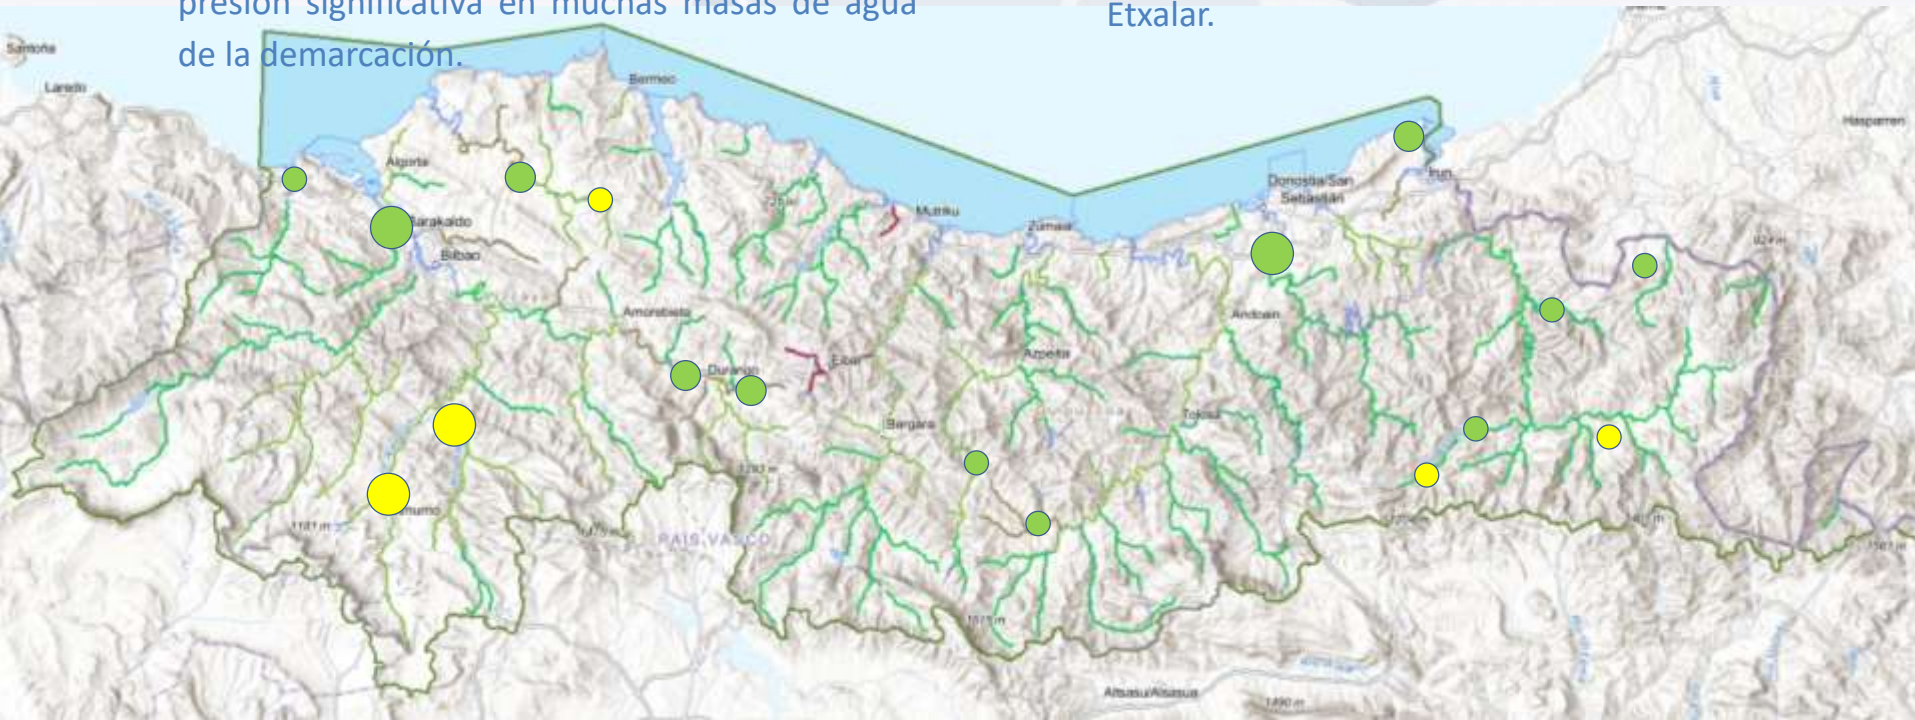 presión significativa en muchas masas de agua
de la demarcación.
Etxalar.
Santoña
Laredo
Bermeo
Algorta
Barakaldo
Bilbao
Mutriku
Zumaia
Donostia/San
Sebastián
Irun
Hasparren
Amorebieta
Durango
Eibar
Azpeitia
Andoain
Bergara
Tolosa
PAÍS VASCO
Altsasu/Alsasua